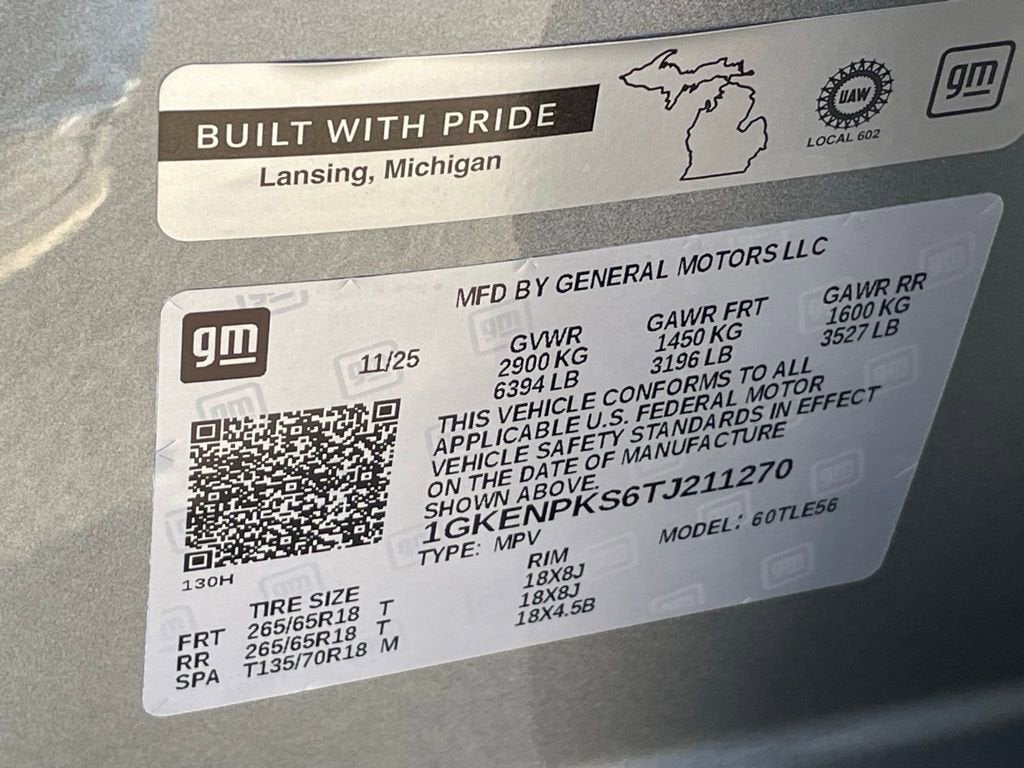 BUILT WITH PRIDE
Lansing, Michigan
UAW
LOCAL 602
gm
gm
MFD BY GENERAL MOTORS LLC
11/25
GVWR
2900 KG
6394 LB
GAWR FRT
1450 KG
3196 LB
GAWR RR
1600 KG
3527 LB
THIS VEHICLE CONFORMS TO ALL
APPLICABLE U.S. FEDERAL MOTOR
VEHICLE SAFETY STANDARDS IN EFFECT
ON THE DATE OF MANUFACTURE
SHOWN ABOVE.
1GKENPKS6TJ211270
TYPE: MPV
MODEL: 60TLE56
130H
TIRE SIZE
RIM
FRT 265/65R18 T 18X8J
RR 265/65R18 T 18X8J
SPA T135/70R18 M 18X4.5B